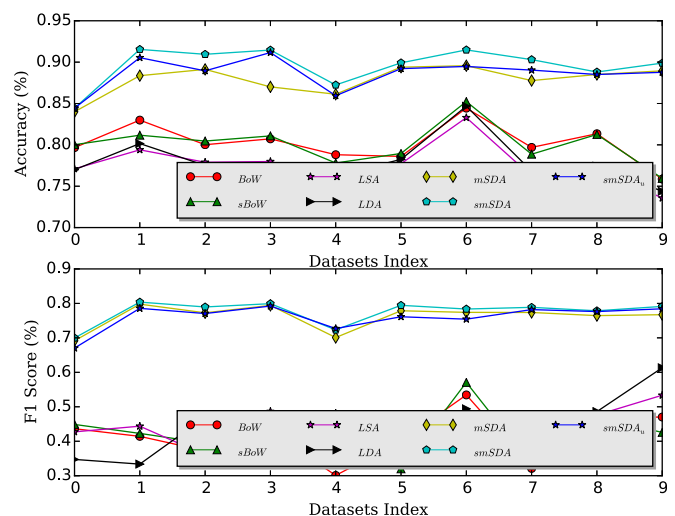 0.95
0.90
0.85
0.80
0.75
0.70
Accuracy (%)
BoW LSA mSDA smSDA_u
sBoW LDA smSDA
0 1 2 3 4 5 6 7 8 9
Datasets Index
0.9
0.8
0.7
0.6
0.5
0.4
0.3
F1 Score (%)
BoW LSA mSDA smSDA_u
sBoW LDA smSDA
0 1 2 3 4 5 6 7 8 9
Datasets Index